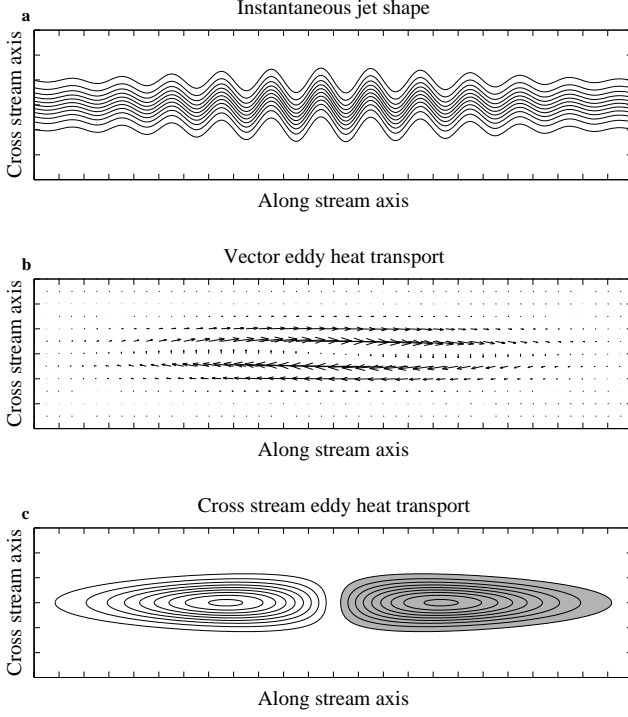 Instantaneous jet shape
a
Cross stream axis
Along stream axis
Vector eddy heat transport
b
Cross stream axis
Along stream axis
Cross stream eddy heat transport
c
Cross stream axis
Along stream axis